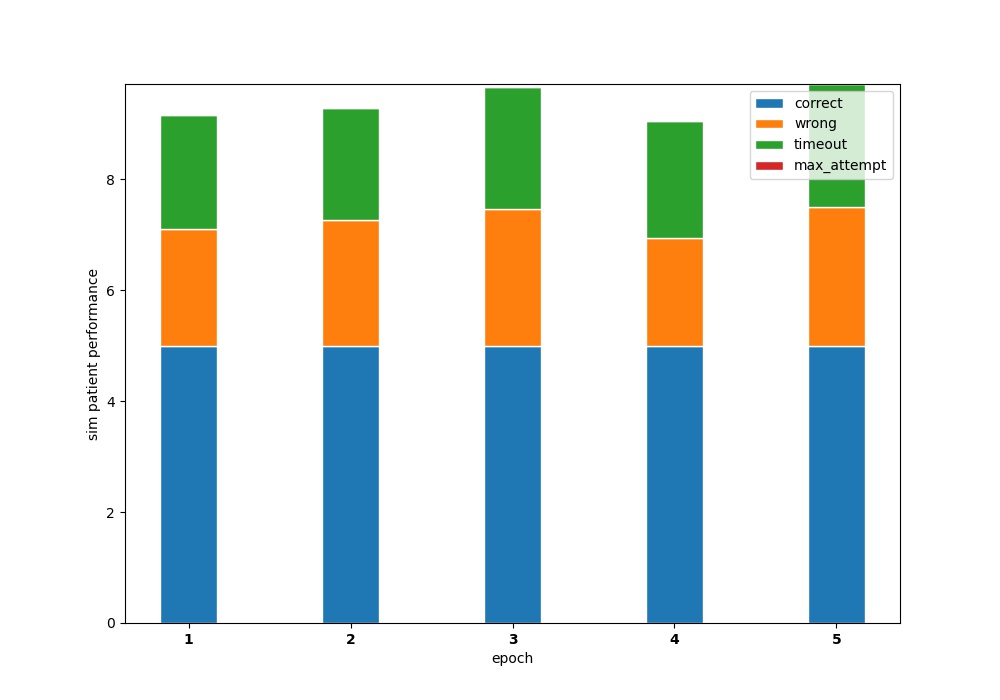 correct
wrong
timeout
max_attempt
8
6
4
2
0
sim patient performance
1 2 3 4 5
epoch